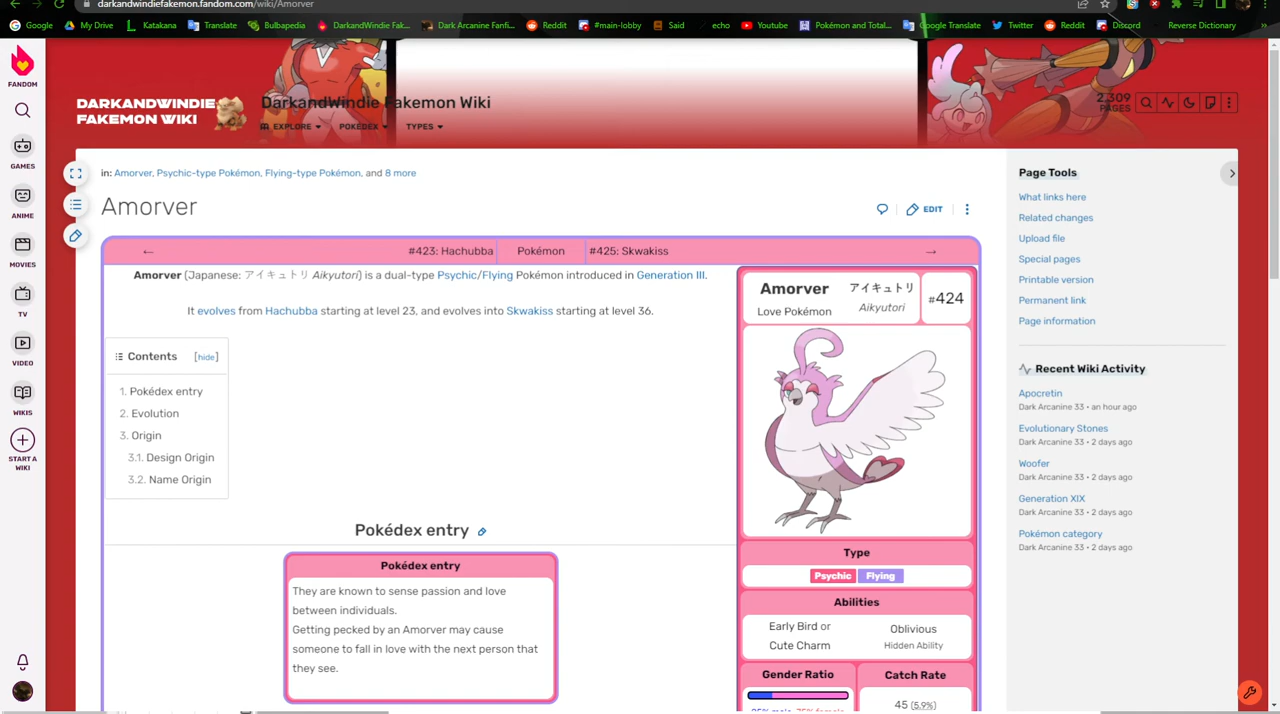 darkandwindiefakemon.fandom.com/wiki/Amorver
Google
My Drive
Katakana
Translate
Bulbapedia
DarkandWindie Fak...
Dark Arcanine Fanfi...
Reddit
#main-lobby
Said
echo
Youtube
Pokémon and Total...
Google Translate
Twitter
Reddit
Discord
Reverse Dictionary
»
FANDOM
GAMES
ANIME
MOVIES
TV
VIDEO
WIKIS
START A
WIKI
DARKANDWINDIE
FAKEMON WIKI
DarkandWindie Fakemon Wiki
EXPLORE
POKÉDEX
TYPES
2,309
PAGES
in: Amorver, Psychic-type Pokémon, Flying-type Pokémon, and 8 more
Amorver
EDIT
← #423: Hachubba Pokémon #425: Skwakiss →
Amorver (Japanese: アイキュトリ Aikyutori) is a dual-type Psychic/Flying Pokémon introduced in Generation III.
It evolves from Hachubba starting at level 23, and evolves into Skwakiss starting at level 36.
Contents [hide]
1. Pokédex entry
2. Evolution
3. Origin
3.1. Design Origin
3.2. Name Origin
Pokédex entry
Pokédex entry
They are known to sense passion and love
between individuals.
Getting pecked by an Amorver may cause
someone to fall in love with the next person that
they see.
Amorver
Love Pokémon
アイキュトリ
Aikyutori
#424
Type
Psychic Flying
Abilities
Early Bird or
Cute Charm
Oblivious
Hidden Ability
Gender Ratio
25% male, 75% female
Catch Rate
45 (5.9%)
Page Tools
What links here
Related changes
Upload file
Special pages
Printable version
Permanent link
Page information
Recent Wiki Activity
Apocretin
Dark Arcanine 33 • an hour ago
Evolutionary Stones
Dark Arcanine 33 • 2 days ago
Woofer
Dark Arcanine 33 • 2 days ago
Generation XIX
Dark Arcanine 33 • 2 days ago
Pokémon category
Dark Arcanine 33 • 2 days ago